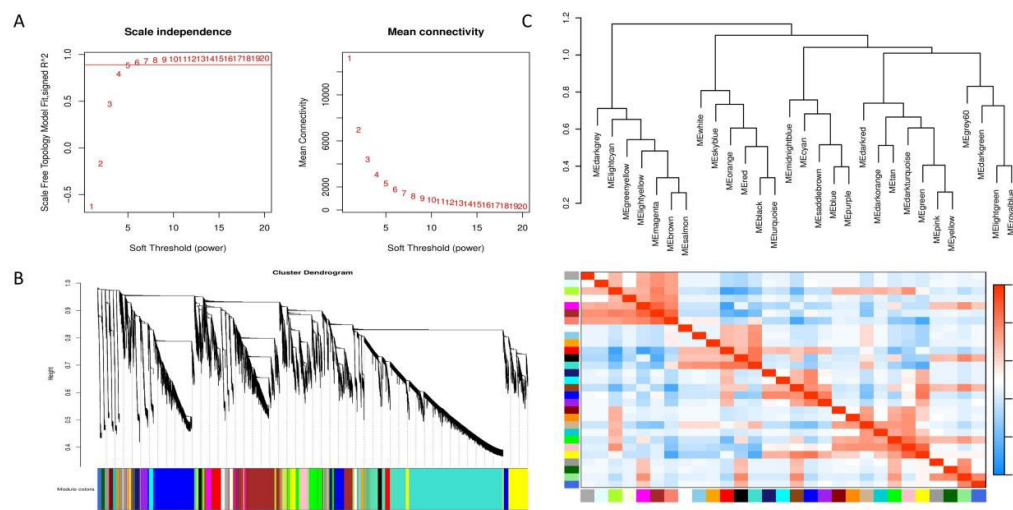 A
Scale independence
Scale Free Topology Model Fit,signed R^2
1.0
0.5
0.0
-0.5
1 2 3 4 5 6 7 8 9 10 11 12 13 14 15 16 17 18 19 20
5 10 15 20
Soft Threshold (power)
Mean connectivity
Mean Connectivity
10000
6000
2000
0
1 2 3 4 5 6 7 8 9 10 11 12 13 14 15 16 17 18 19 20
5 10 15 20
Soft Threshold (power)
B
Cluster Dendrogram
Height
1.0
0.9
0.8
0.7
0.6
0.5
0.4
Module colors
C
1.2
1.0
0.8
0.6
0.4
0.2
MEdarkgrey
MElightcyan
MEgreenyellow
MElightyellow
MEmagenta
MEbrown
MEsalmon
MEwhite
MEskyblue
MEorange
MEred
MEblack
MEturquoise
MEmidnightblue
MEcyan
MEsaddlebrown
MEblue
MEpurple
MEdarkred
MEdarkorange
MEtan
MEdarkturquoise
MEgreen
MEpink
MEyellow
MEgrey60
MEdarkgreen
MElightgreen
MEroyalblue